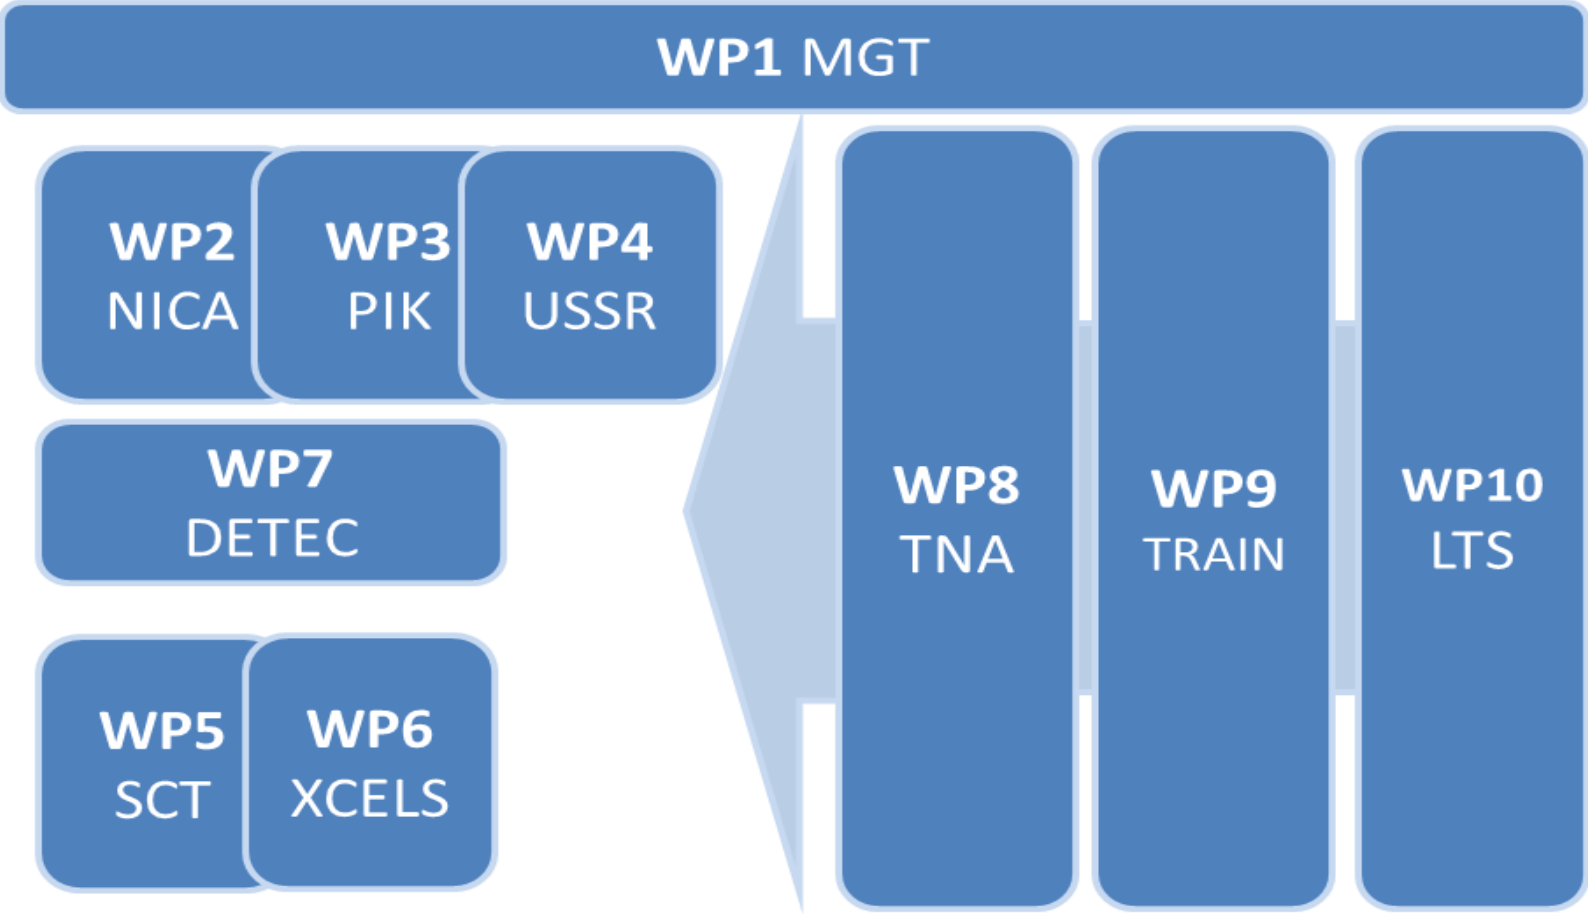 WP1 MGT
WP2
NICA
WP3
PIK
WP4
USSR
WP7
DETEC
WP5
SCT
WP6
XCELS
WP8
TNA
WP9
TRAIN
WP10
LTS